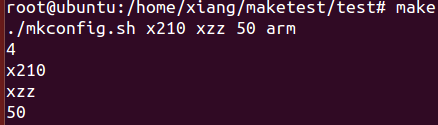 root@ubuntu:/home/xiang/maketest/test# make
./mkconfig.sh x210 xzz 50 arm
4
x210
xzz
50